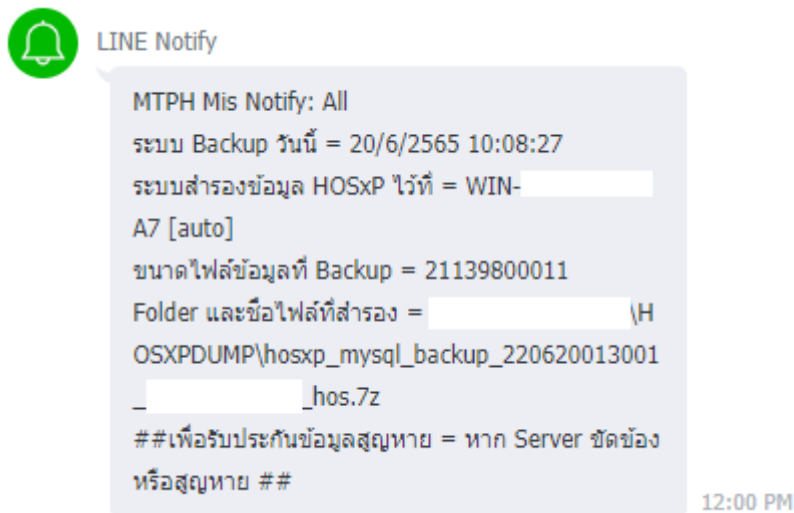 LINE Notify
MTPH Mis Notify: All
ระบบ Backup วันนี้ = 20/6/2565 10:08:27
ระบบสำรองข้อมูล HOSxP ไว้ที่ = WIN-
A7 [auto]
ขนาดไฟล์ข้อมูลที่ Backup = 21139800011
Folder และชื่อไฟล์ที่สำรอง = \H
OSXPDUMP\hosxp_mysql_backup_220620013001
_ _hos.7z
##เพื่อรับประกันข้อมูลสูญหาย = หาก Server ขัดข้อง
หรือสูญหาย ##
12:00 PM